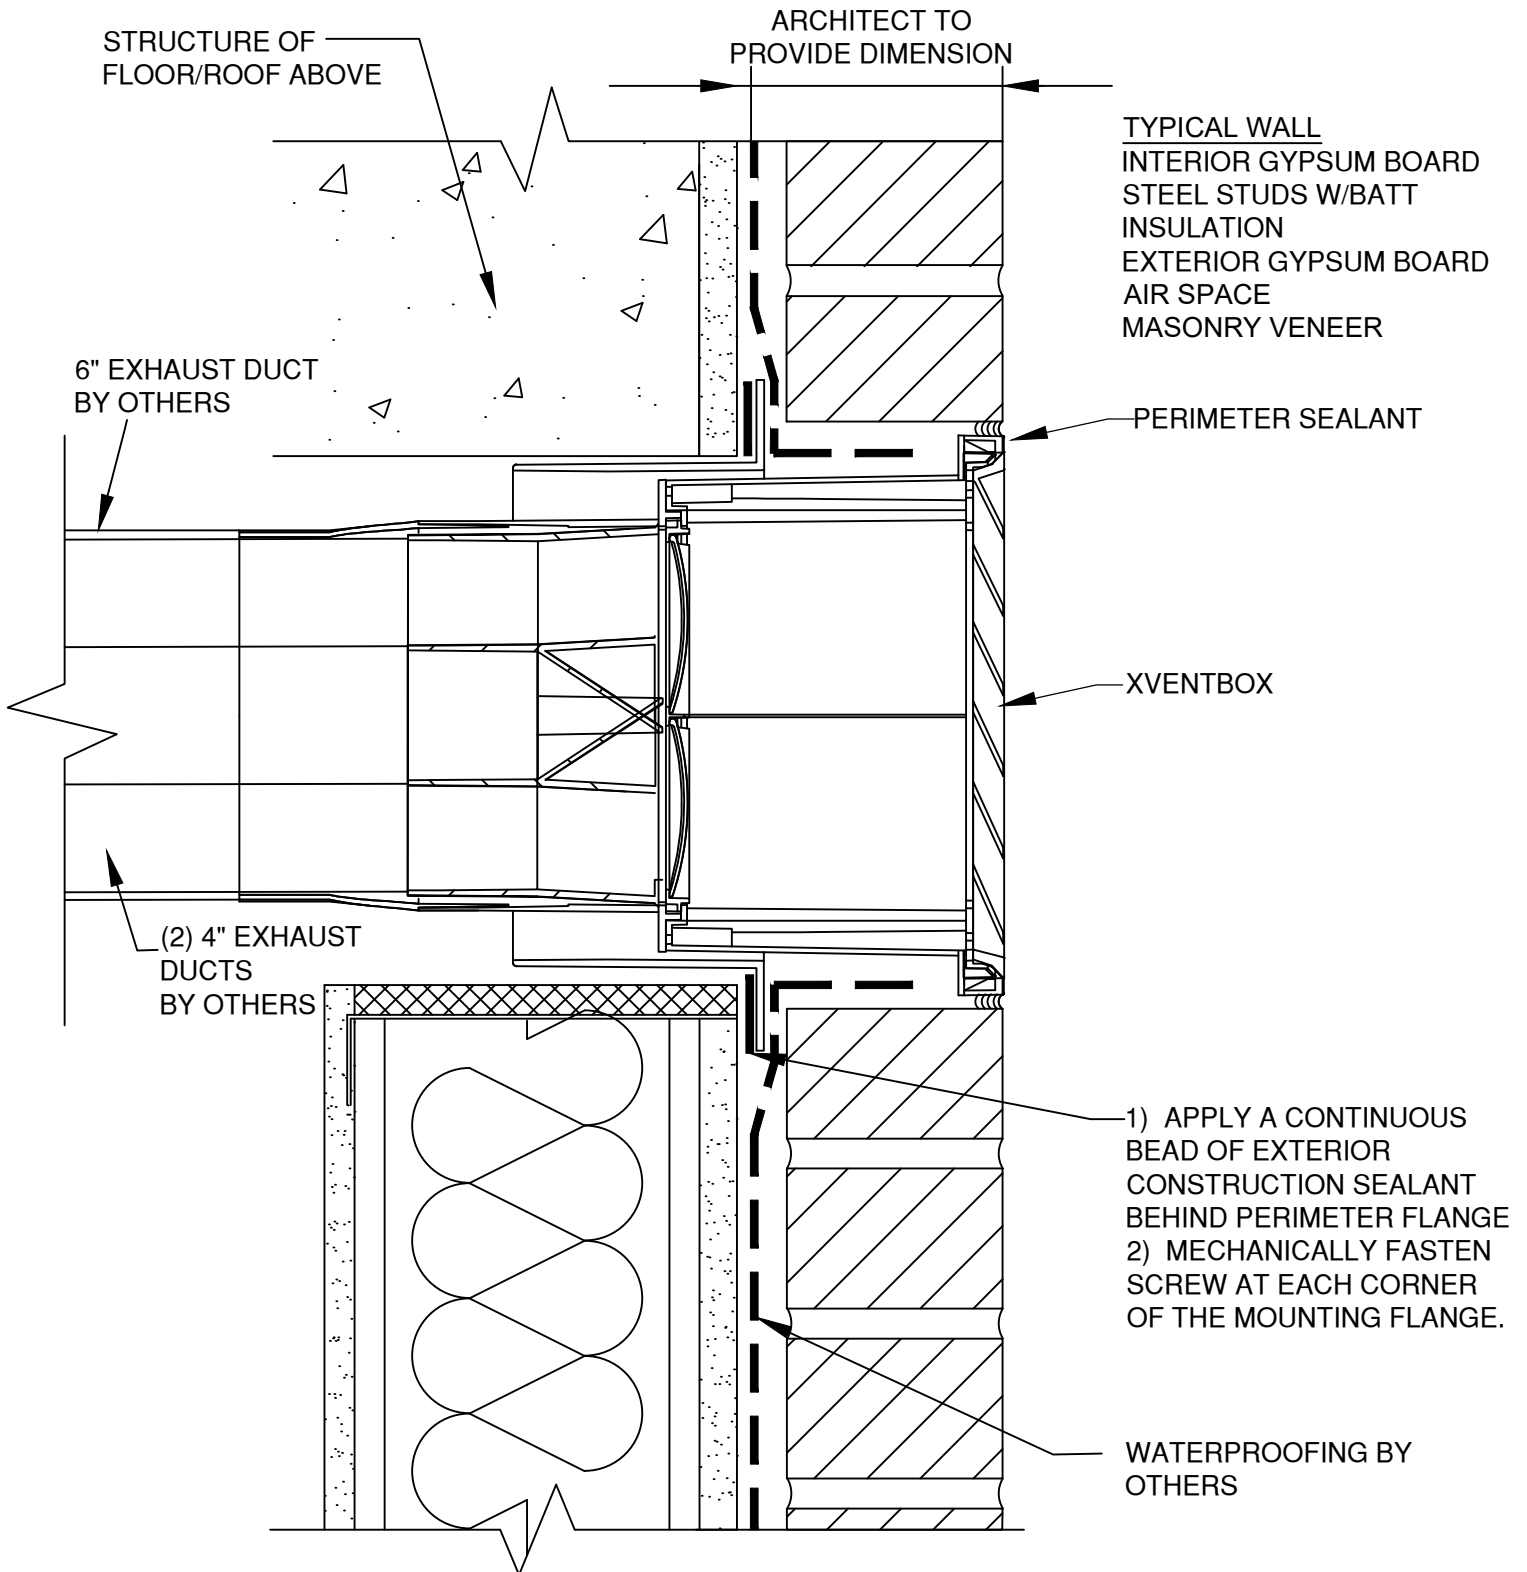 STRUCTURE OF
FLOOR/ROOF ABOVE
ARCHITECT TO
PROVIDE DIMENSION
TYPICAL WALL
INTERIOR GYPSUM BOARD
STEEL STUDS W/BATT
INSULATION
EXTERIOR GYPSUM BOARD
AIR SPACE
MASONRY VENEER
6" EXHAUST DUCT
BY OTHERS
PERIMETER SEALANT
XVENTBOX
(2) 4" EXHAUST
DUCTS
BY OTHERS
1) APPLY A CONTINUOUS
BEAD OF EXTERIOR
CONSTRUCTION SEALANT
BEHIND PERIMETER FLANGE
2) MECHANICALLY FASTEN
SCREW AT EACH CORNER
OF THE MOUNTING FLANGE.
WATERPROOFING BY
OTHERS